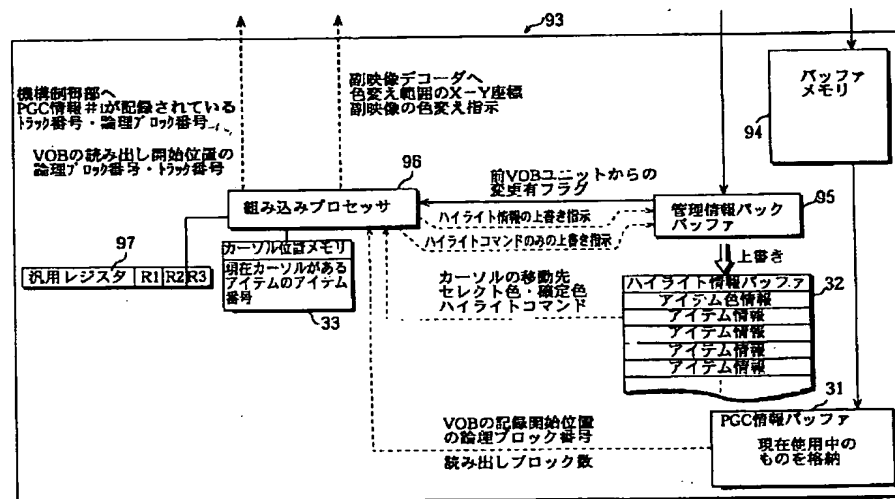 93
機構制御部へ
PGC情報#1が記録されている
トラック番号・論理ブロック番号
VOBの読み出し開始位置の
論理ブロック番号・トラック番号
副映像デコーダへ
色変え範囲のX-Y座標
副映像の色変え指示
バッファ
メモリ
94
96
組み込みプロセッサ
前VOBユニットからの
変更有フラグ
ハイライト情報の上書き指示
ハイライトコマンドのみの上書き指示
95
管理情報パック
バッファ
上書き
97
汎用レジスタ R1 R2 R3
カーソル位置メモリ
現在カーソルがある
アイテムのアイテム
番号
33
カーソルの移動先
セレクト色・確定色
ハイライトコマンド
32
ハイライト情報バッファ
アイテム色情報
アイテム情報
アイテム情報
アイテム情報
アイテム情報
31
VOBの記録開始位置
の論理ブロック番号
読み出しブロック数
PGC情報バッファ
現在使用中の
ものを格納